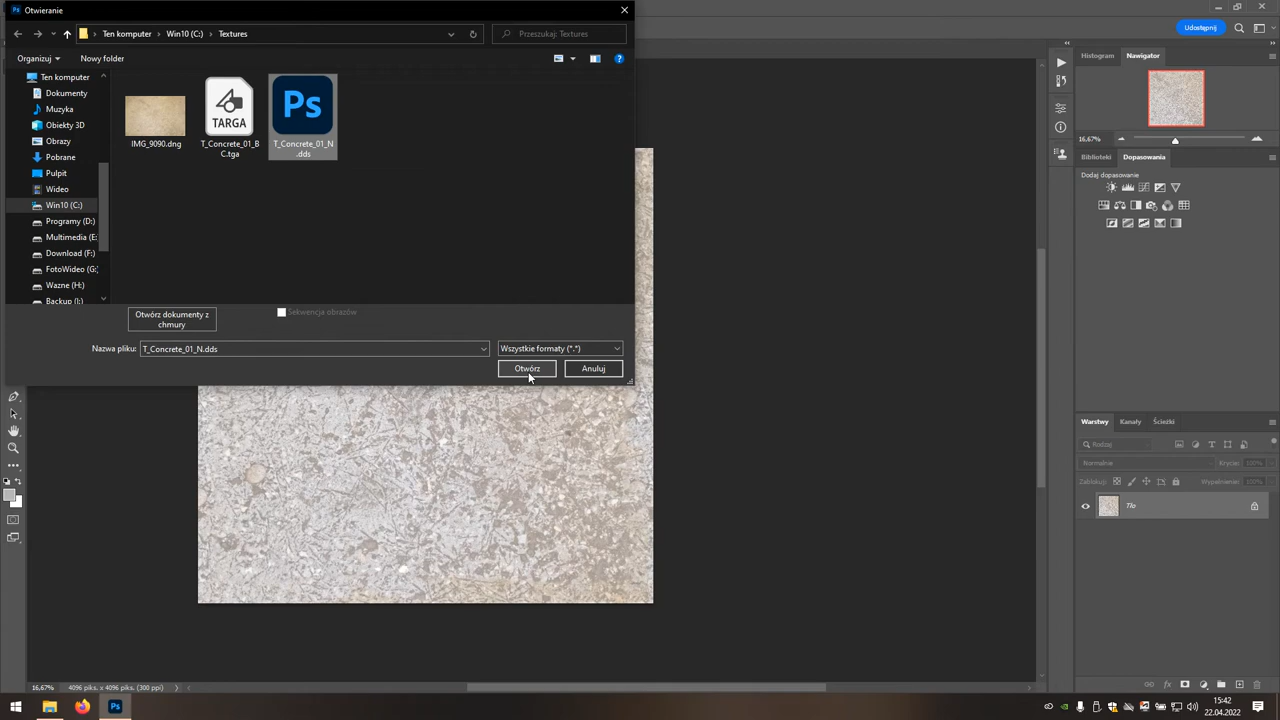 Otwieranie
Ten komputer
Win10 (C:)
Textures
Przeszukaj: Textures
Organizuj
New folder
Ten komputer
Dokumenty
Muzyka
Obiekty 3D
Obrazy
Pobrane
Pulpit
Wideo
Win10 (C:)
Programy (D:)
Multimedia (E:
Download (F:)
FotoWideo (G:
Wazne (H:)
Backup (I:)
IMG_9090.dng
TARGA
T_Concrete_01_B
C.tga
Ps
T_Concrete_01_N
.dds
Otwórz dokumenty z
chmury
Sekwencja obrazów
Nazwa pliku:
T_Concrete_01_N.dds
Wszystkie formaty (*.*)
Otwórz
Anuluj
Udostępnij
Histogram
Nawigator
16.67%
Biblioteki
Dopasowania
Dodaj dopasowanie
Warstwy
Kanały
Ścieżki
Rodzaj
Normalnie
Krycie:
100%
Zablokuj:
Wypełnienie:
100%
Tło
16.67%
4096 piks. x 4096 piks. (300 ppi)
Ps
15:42
22.04.2022